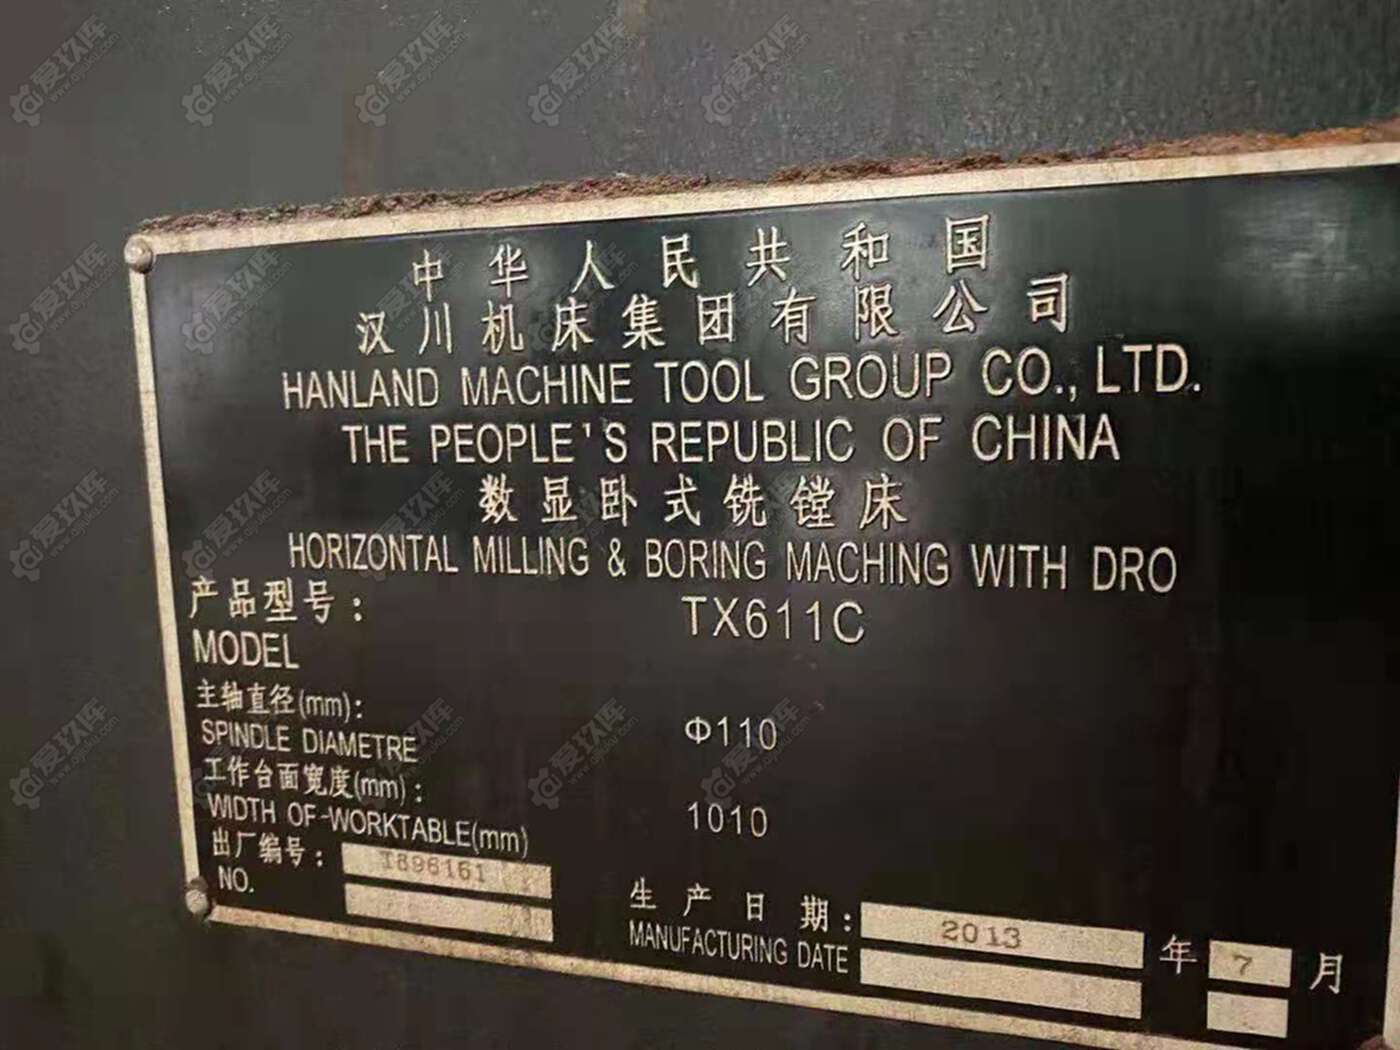 中华人民共和国
汉川机床集团有限公司
HANLAND MACHINE TOOL GROUP CO., LTD.
THE PEOPLE'S REPUBLIC OF CHINA
数显卧式铣镗床
HORIZONTAL MILLING & BORING MACHING WITH DRO
产品型号: TX611C
MODEL
主轴直径(mm): Φ110
SPINDLE DIAMETRE
工作台面宽度(mm): 1010
WIDTH OF-WORKTABLE(mm)
出厂编号: T896161
NO.
生产日期: 2013 年 7 月
MANUFACTURING DATE